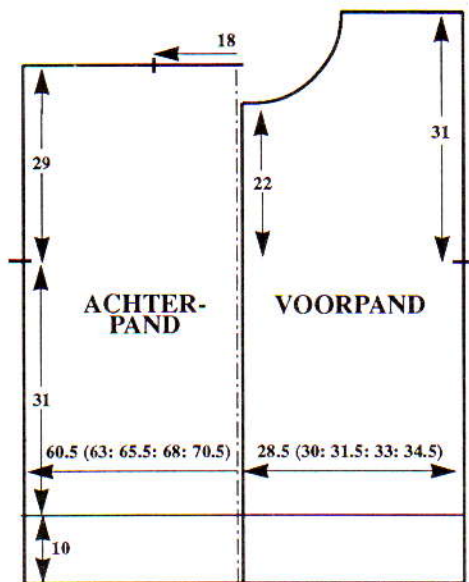 18
29
31
22
ACHTER-
PAND
VOORPAND
31
60.5 (63: 65.5: 68: 70.5)
28.5 (30: 31.5: 33: 34.5)
10